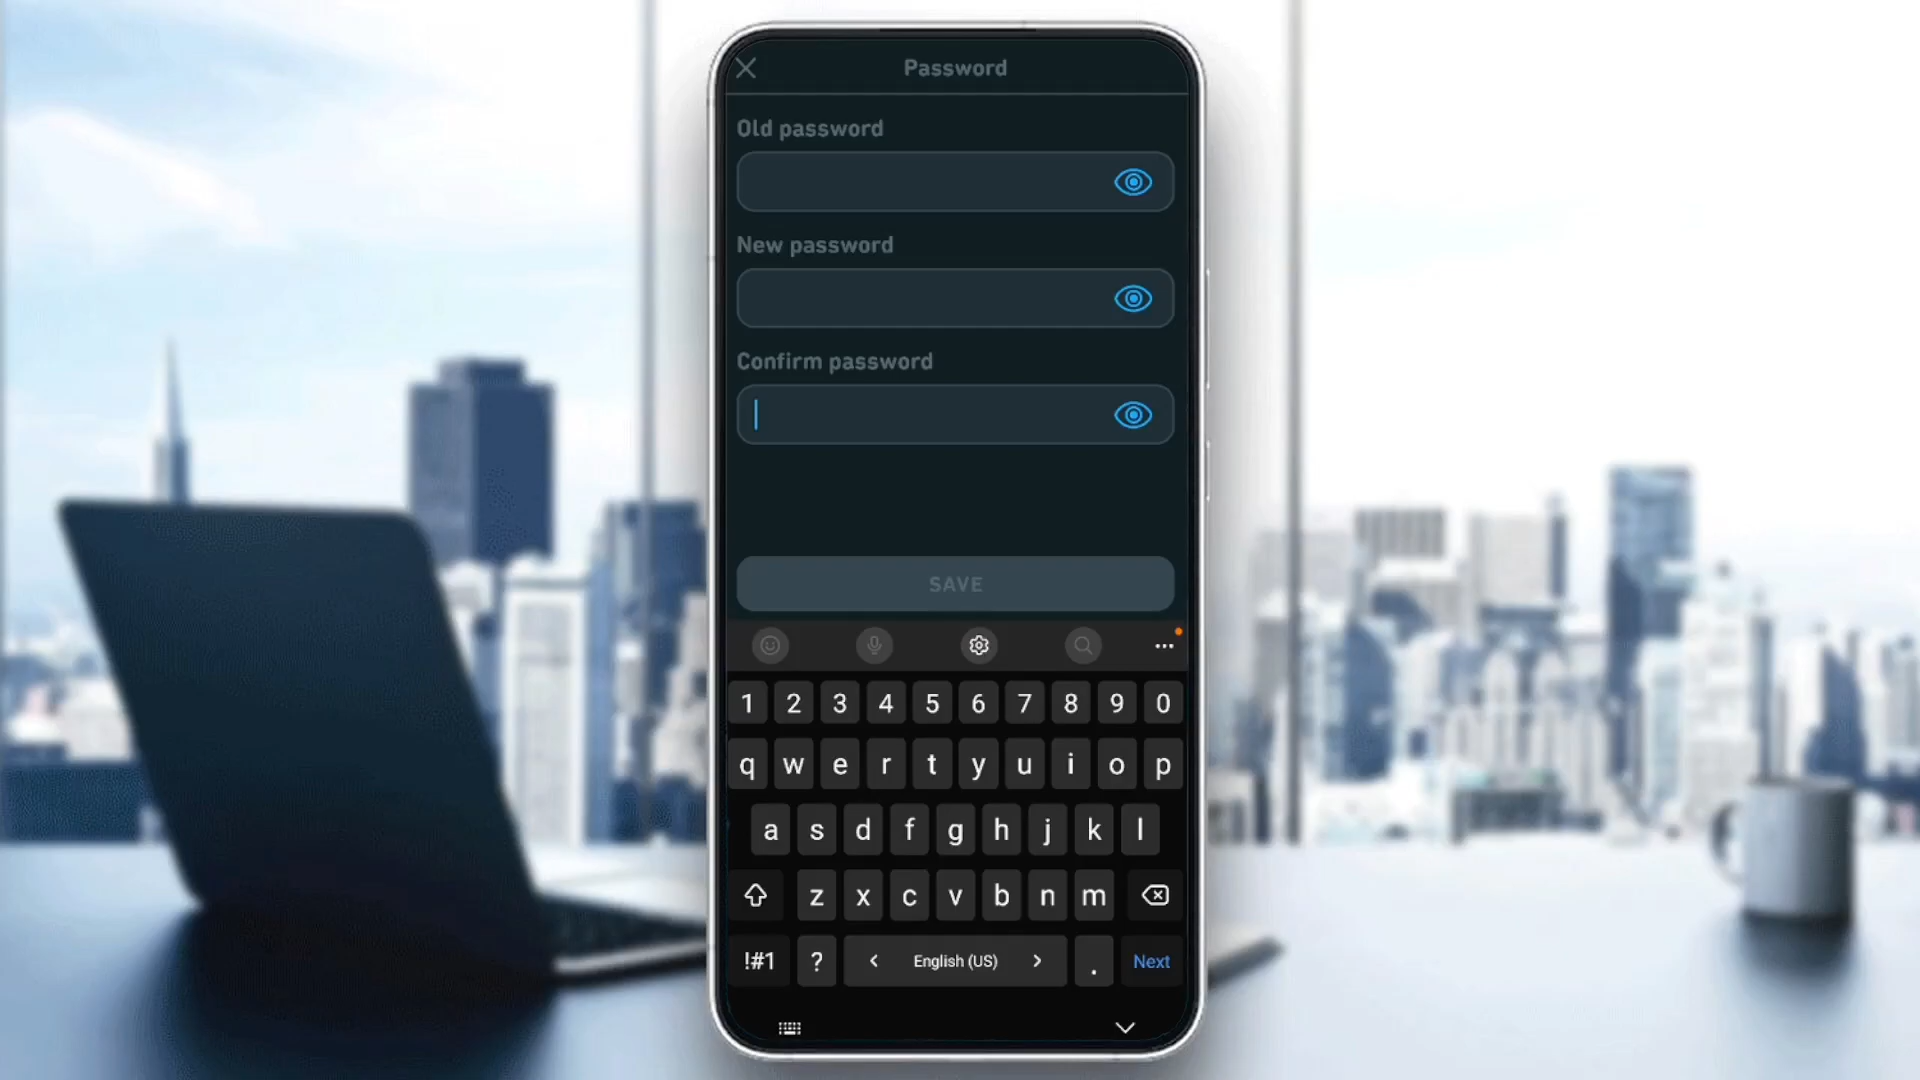 Password
Old password
New password
Confirm password
SAVE
1 2 3 4 5 6 7 8 9 0
q w e r t y u i o p
a s d f g h j k l
z x c v b n m
!#1 ? < English (US) > . Next